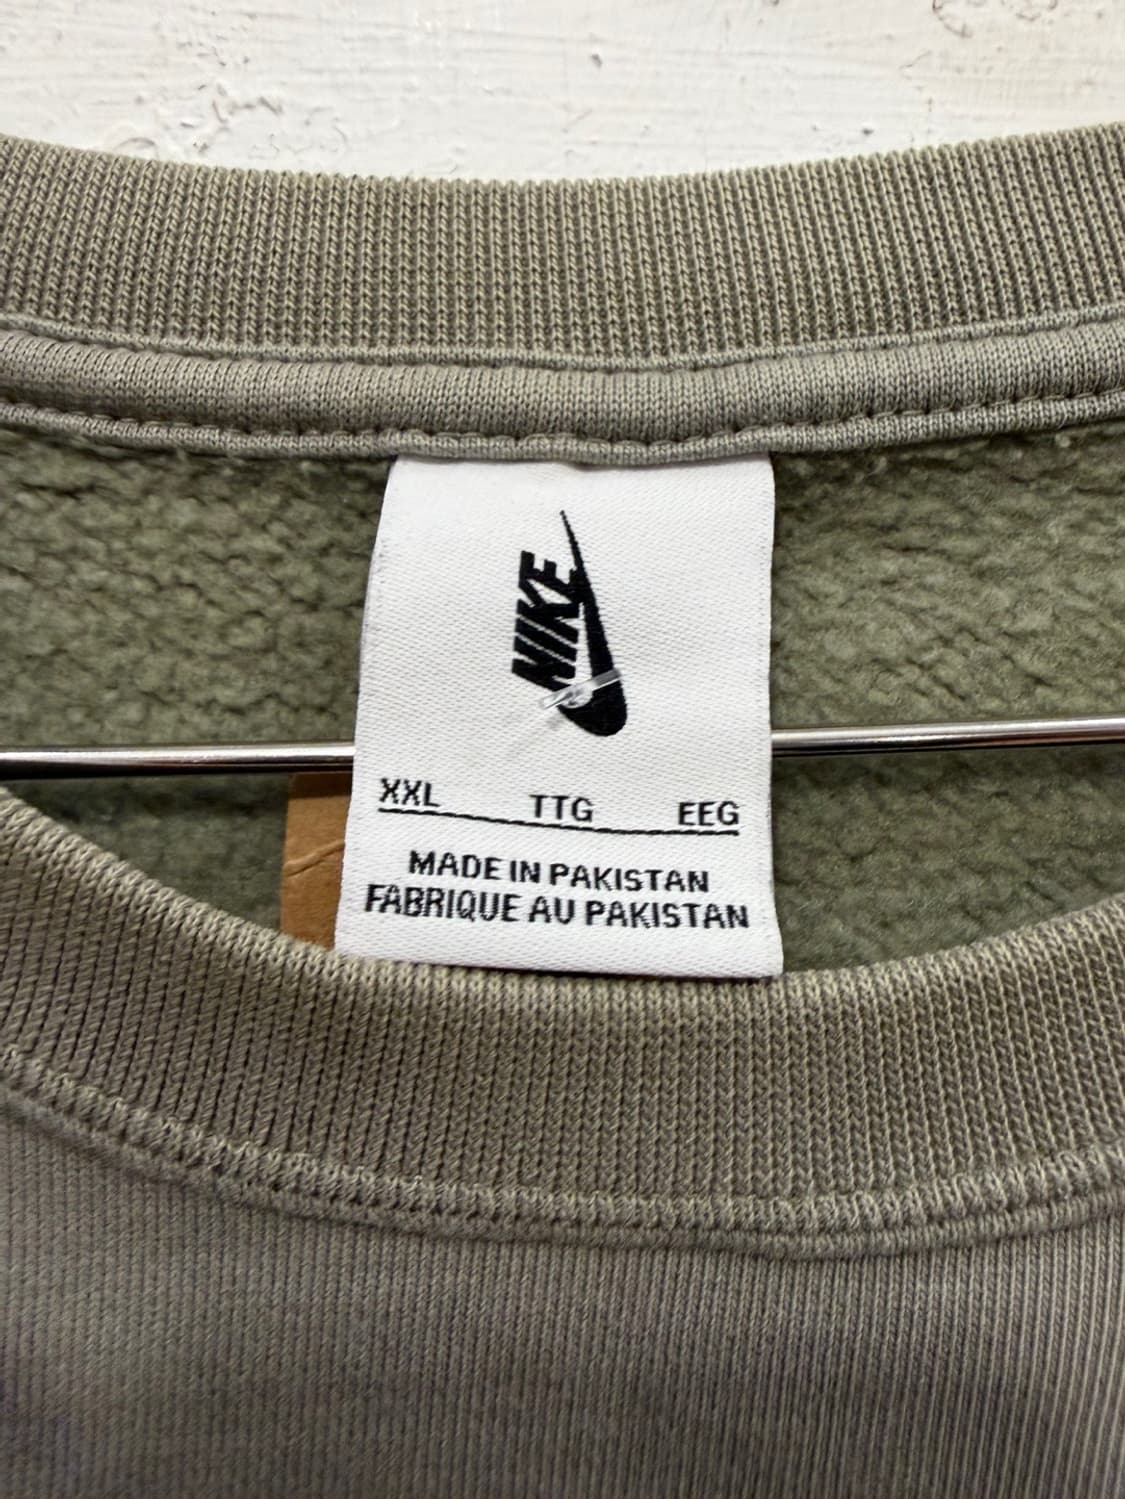 NIKE
XXL TTG EEG
MADE IN PAKISTAN
FABRIQUE AU PAKISTAN